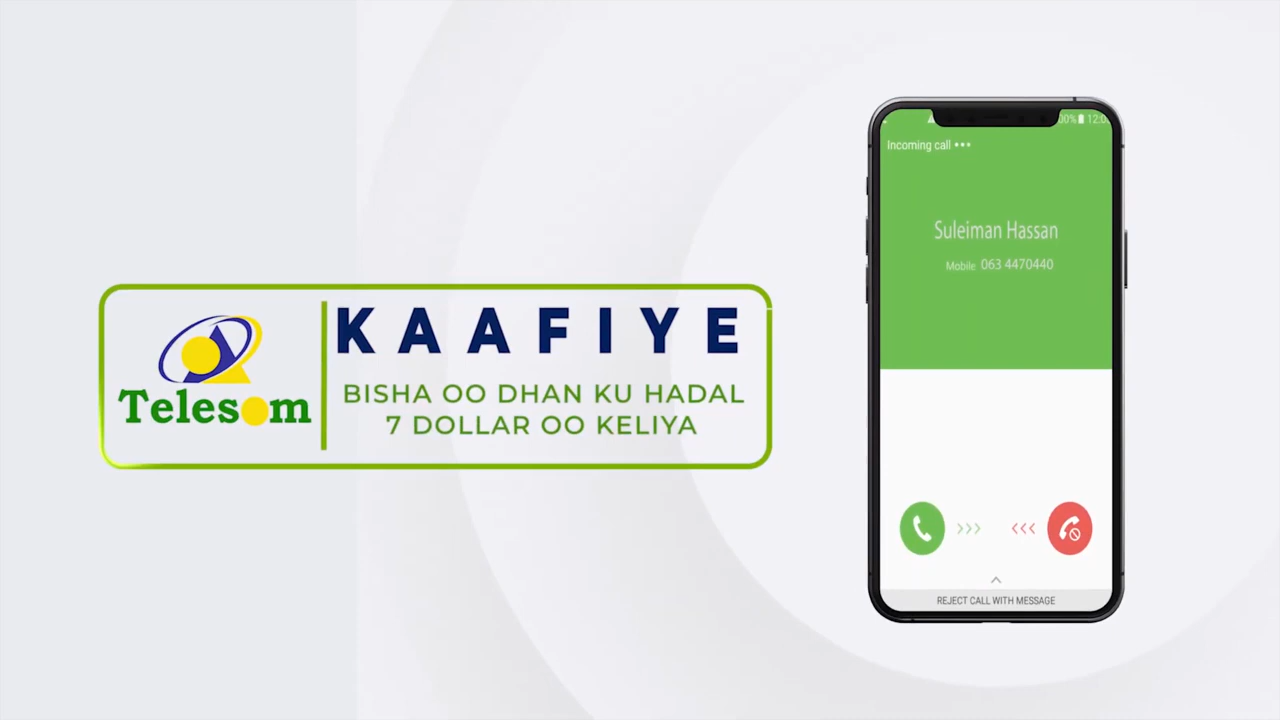 Telesom
KAAFIYE
BISHA OO DHAN KU HADAL
7 DOLLAR OO KELIYA
Incoming call •••
Suleiman Hassan
Mobile 063 4470440
REJECT CALL WITH MESSAGE